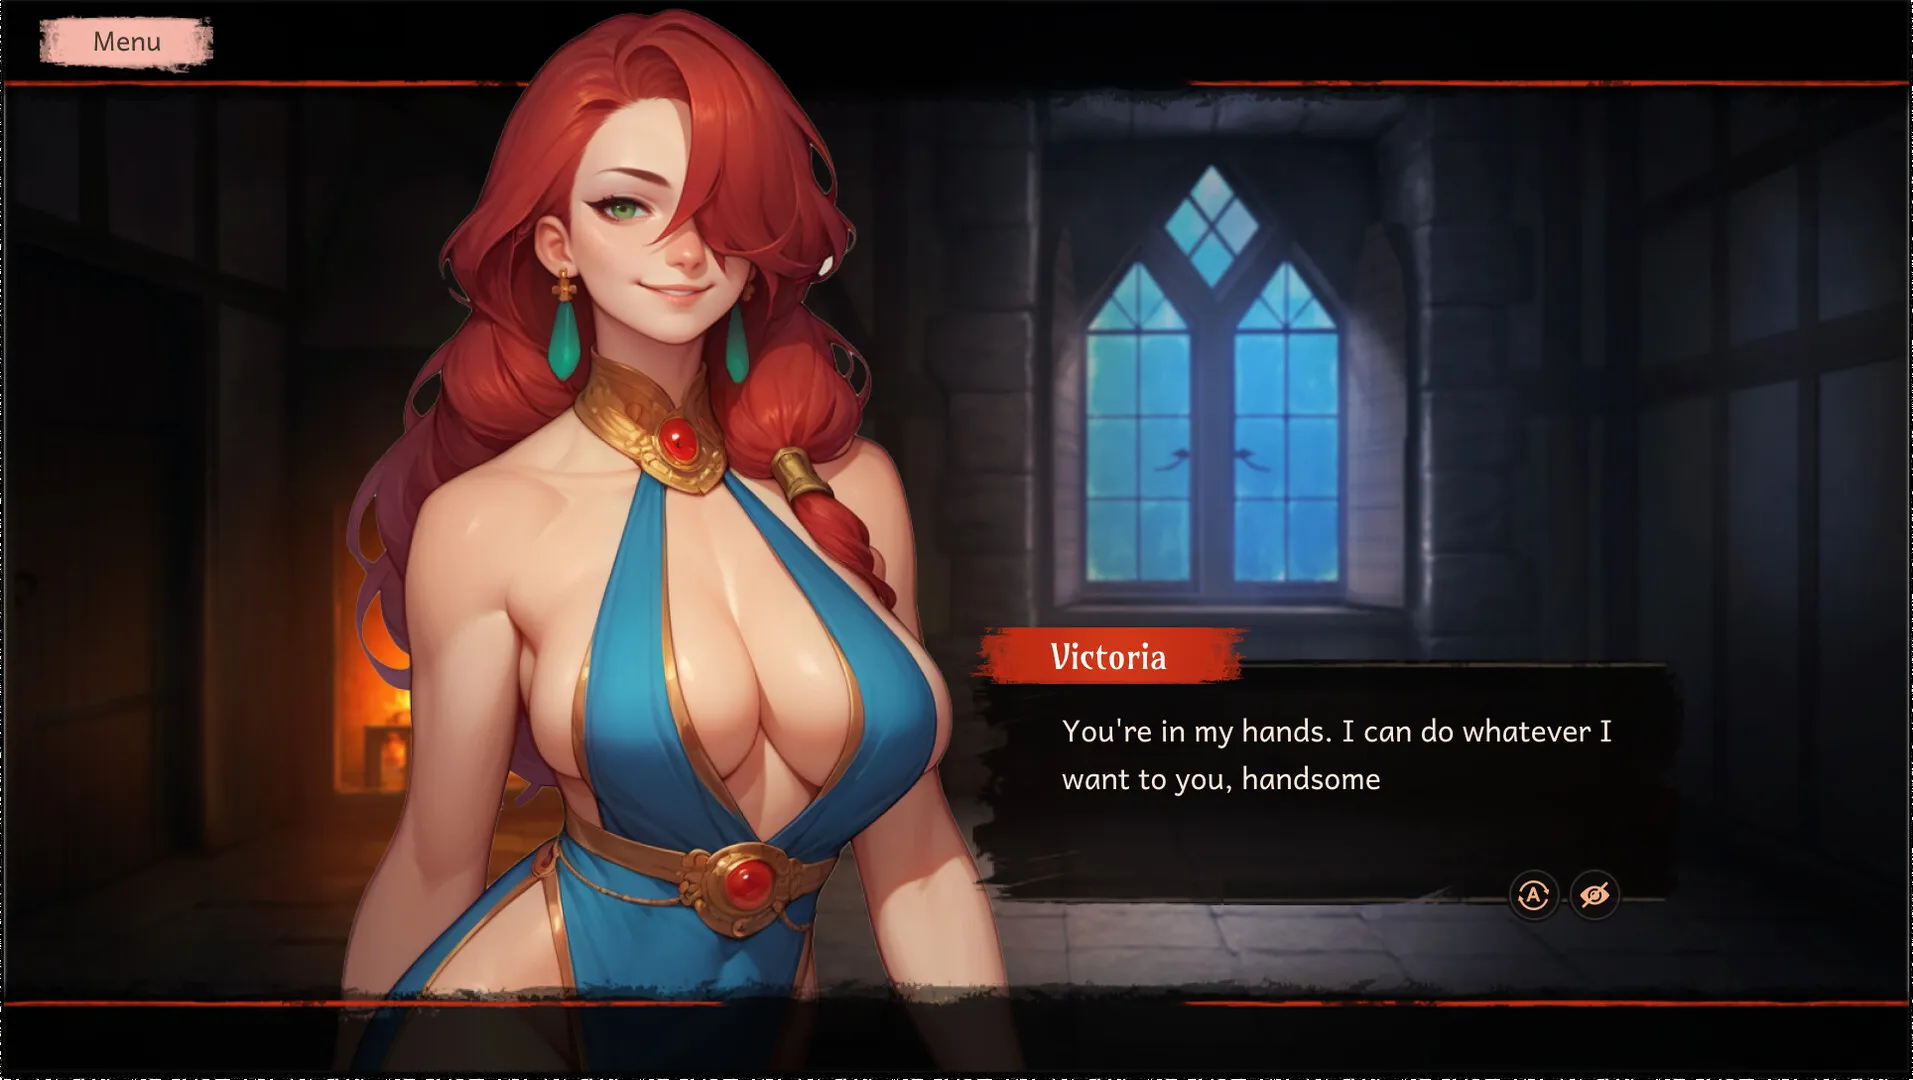 Menu
Victoria
You're in my hands. I can do whatever I
want to you, handsome
A